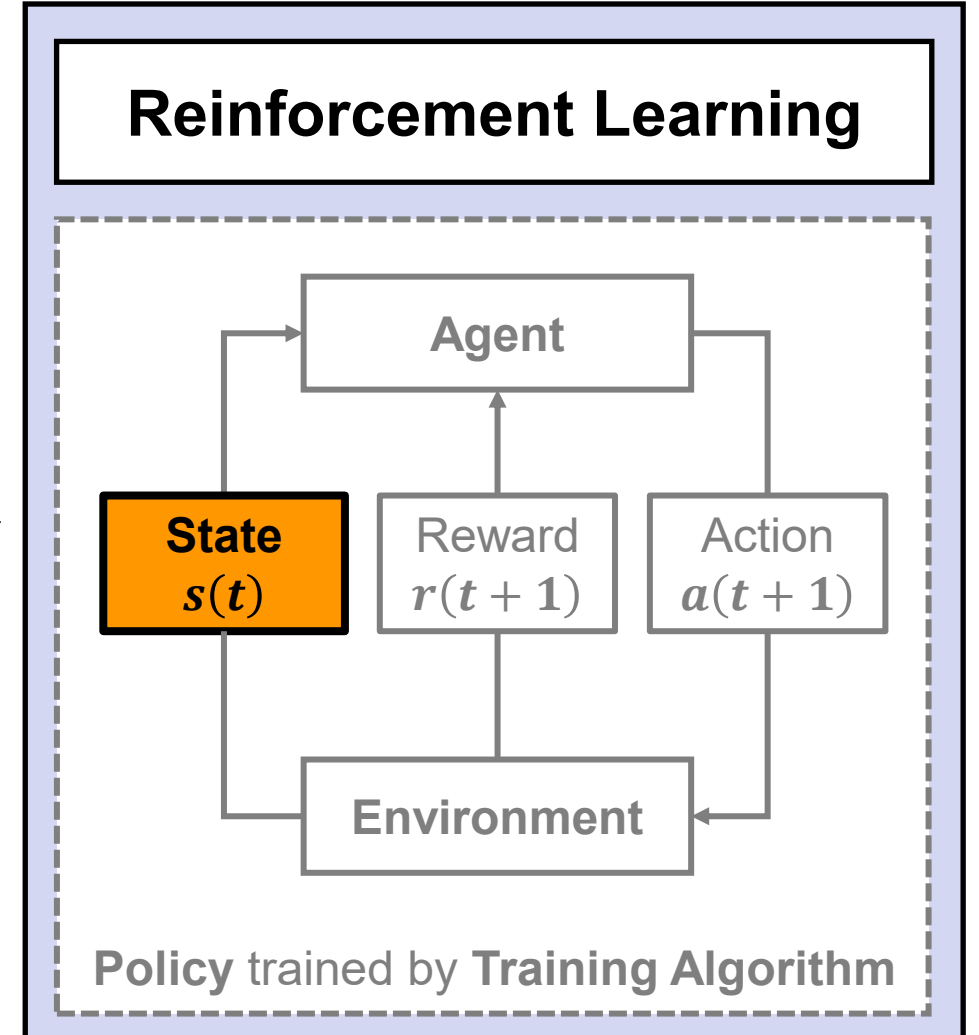 Reinforcement Learning
Agent
State
s(t)
Reward
r(t + 1)
Action
a(t + 1)
Environment
Policy trained by Training Algorithm